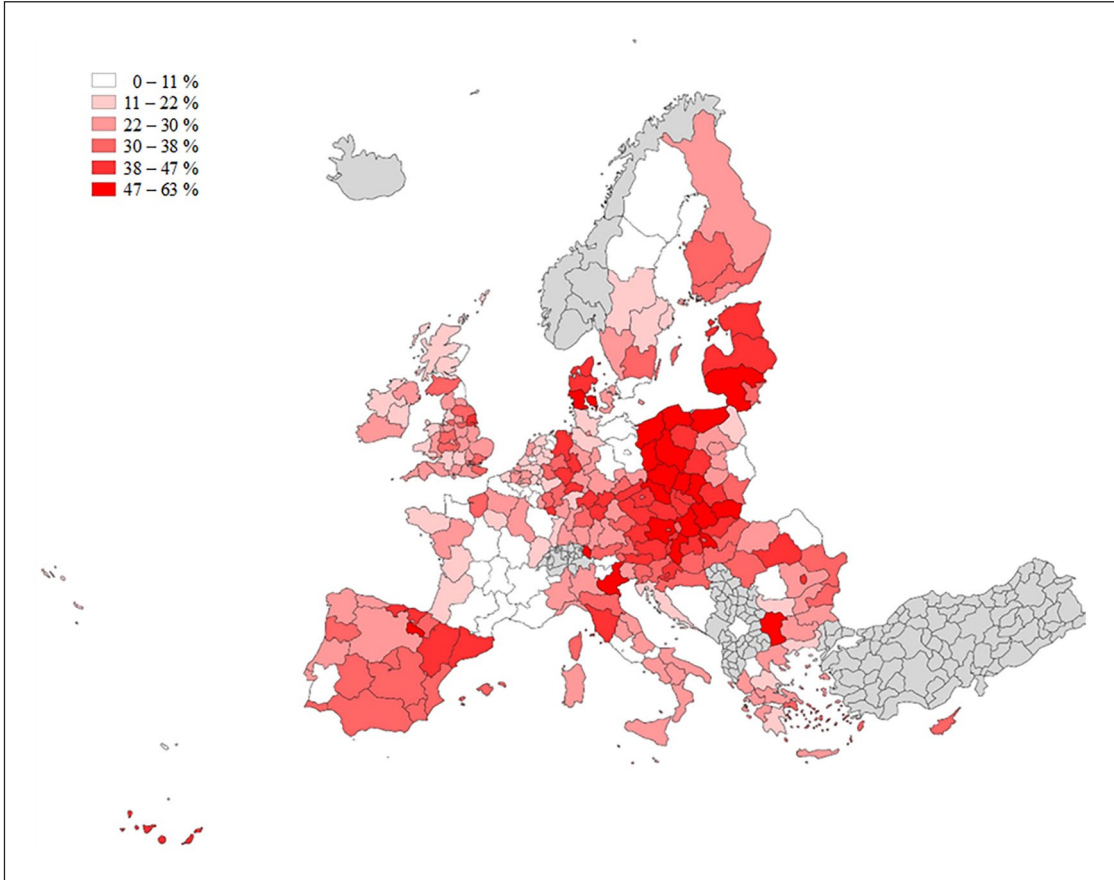 0 – 11 %
11 – 22 %
22 – 30 %
30 – 38 %
38 – 47 %
47 – 63 %